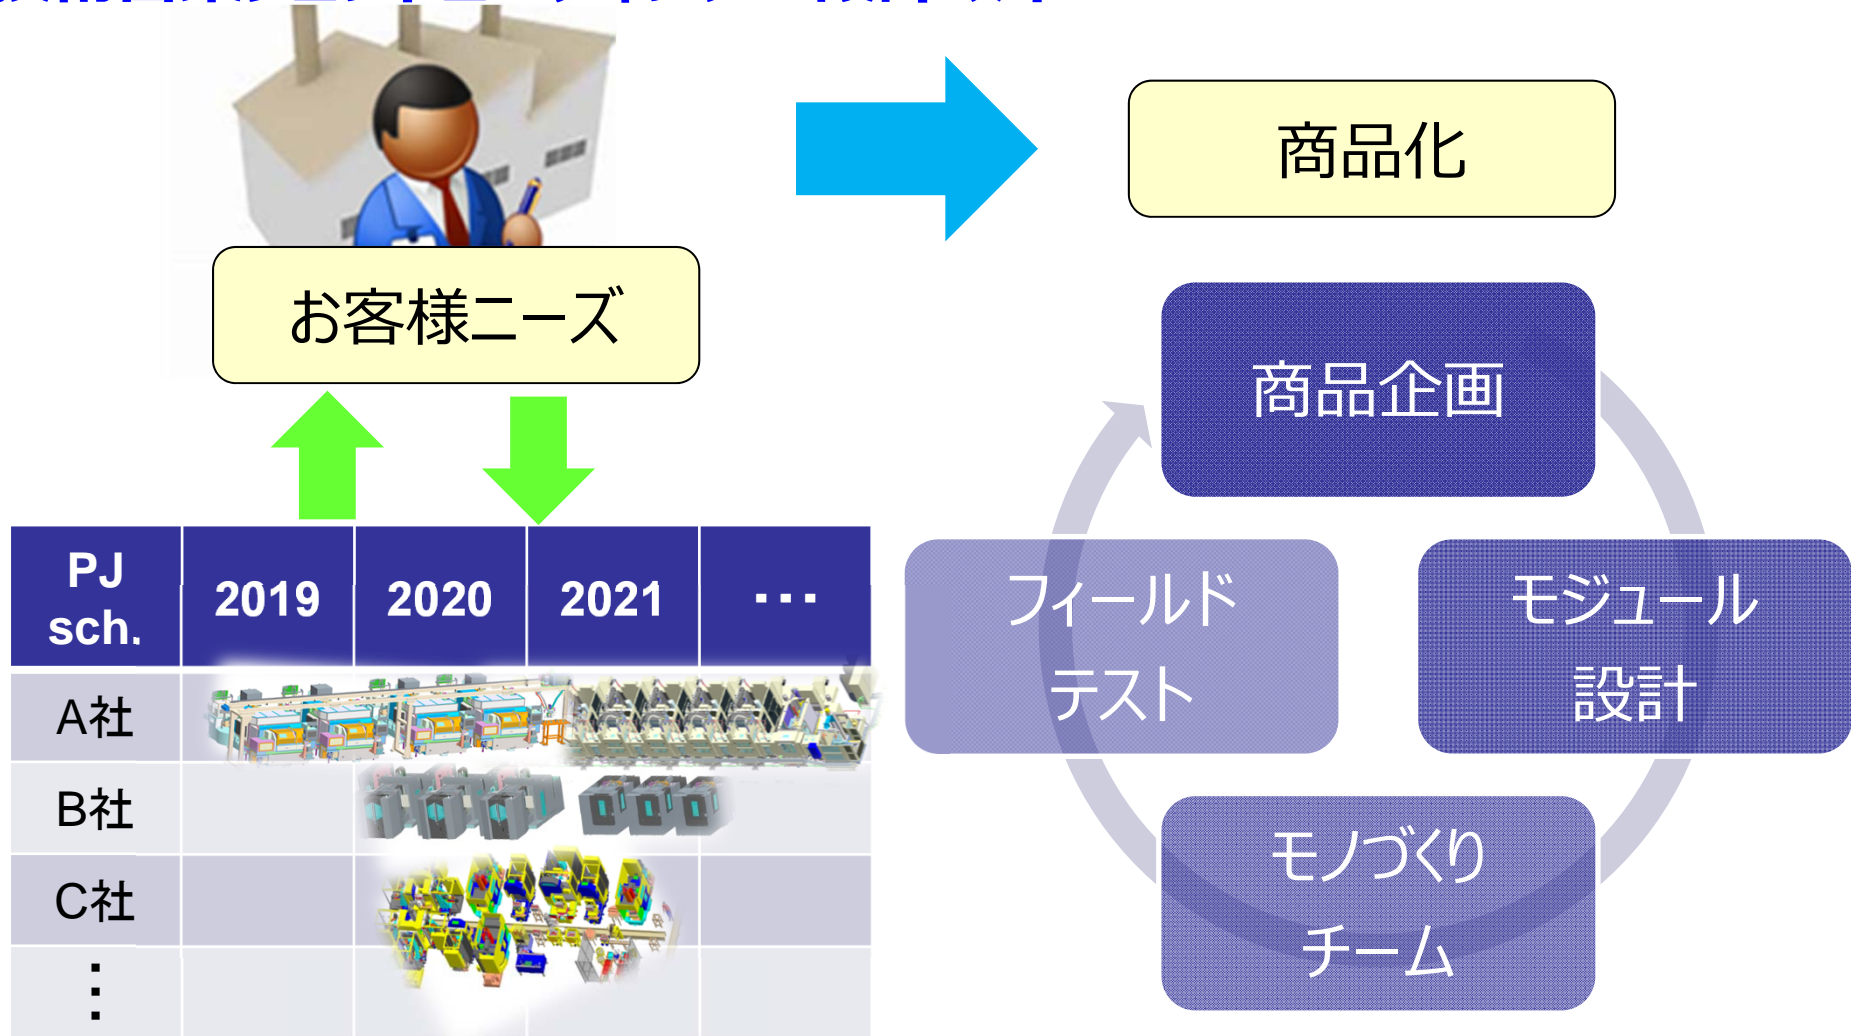 商品化
お客様ニーズ
商品企画
PJ
sch.
2019
2020
2021
...
A社
B社
C社
⋮
フィールド
テスト
モジュール
設計
モノづくり
チーム